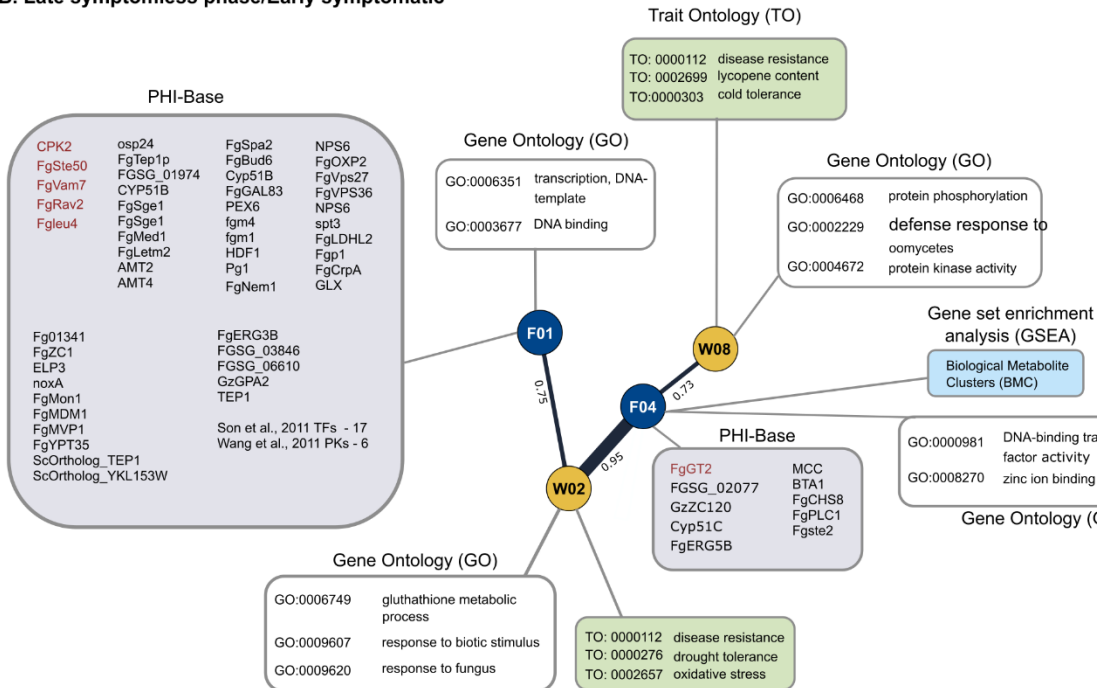 B. Late symptomless phase/Early symptomatic
Trait Ontology (TO)
TO: 0000112 disease resistance
TO: 0002699 lycopene content
TO:0000303 cold tolerance
PHI-Base
CPK2
FgSte50
FgVam7
FgRav2
Fgleu4
osp24
FgTep1p
FGSG_01974
CYP51B
FgSge1
FgSge1
FgMed1
FgLetm2
AMT2
AMT4
FgSpa2
FgBud6
Cyp51B
FgGAL83
PEX6
fgm4
fgm1
HDF1
Pg1
FgNem1
NPS6
FgOXP2
FgVps27
FgVPS36
NPS6
spt3
FgLDHL2
Fgp1
FgCrpA
GLX
Fg01341
FgZC1
ELP3
noxA
FgMon1
FgMDM1
FgMVP1
FgYPT35
ScOrtholog_TEP1
ScOrtholog_YKL153W
FgERG3B
FGSG_03846
FGSG_06610
GzGPA2
TEP1
Son et al., 2011 TFs - 17
Wang et al., 2011 PKs - 6
Gene Ontology (GO)
GO:0006351 transcription, DNA-
template
GO:0003677 DNA binding
Gene Ontology (GO)
GO:0006468 protein phosphorylation
GO:0002229 defense response to
oomycetes
GO:0004672 protein kinase activity
F01
W08
F04
W02
0.75
0.73
0.95
Gene set enrichment
analysis (GSEA)
Biological Metabolite
Clusters (BMC)
PHI-Base
FgGT2
FGSG_02077
GzZC120
Cyp51C
FgERG5B
MCC
BTA1
FgCHS8
FgPLC1
Fgste2
GO:0000981 DNA-binding tra
factor activity
GO:0008270 zinc ion binding
Gene Ontology (
Gene Ontology (GO)
GO:0006749 gluthathione metabolic
process
GO:0009607 response to biotic stimulus
GO:0009620 response to fungus
TO: 0000112 disease resistance
TO: 0000276 drought tolerance
TO: 0002657 oxidative stress